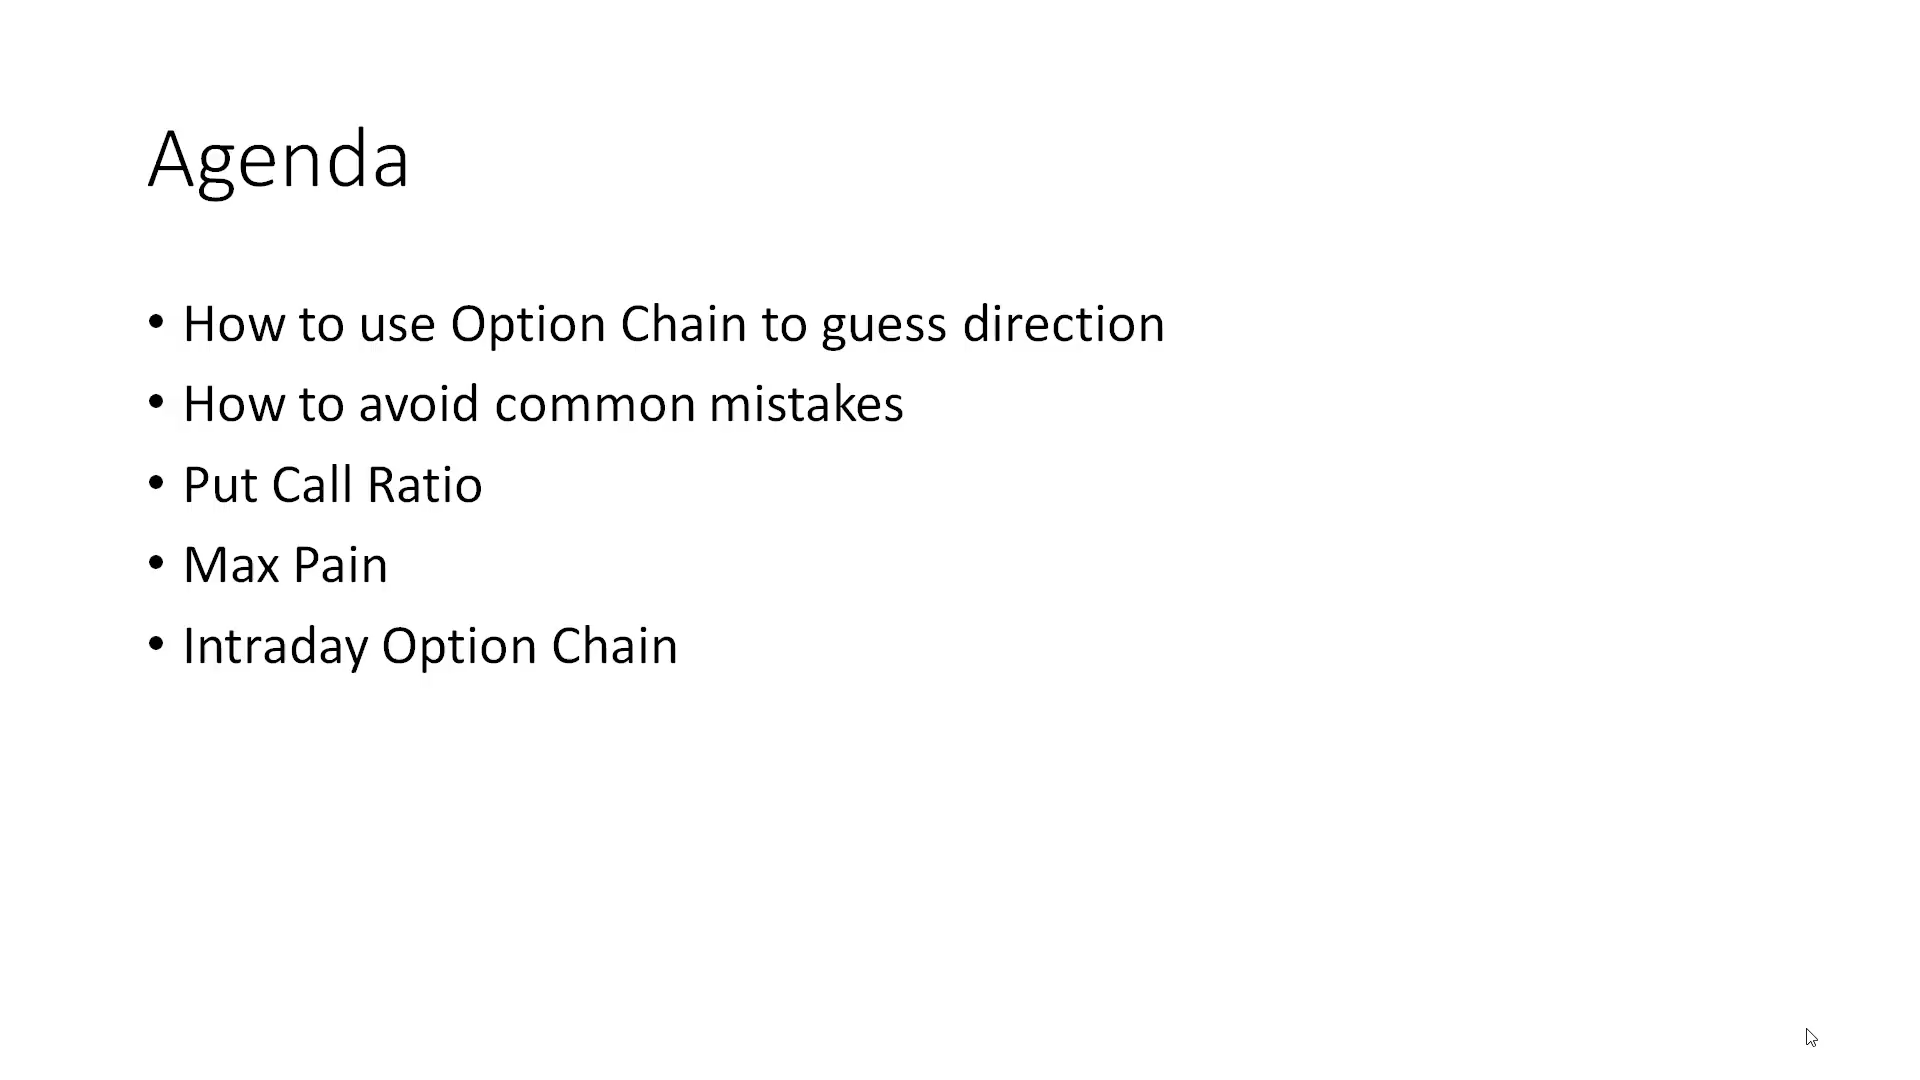 Agenda
• How to use Option Chain to guess direction
• How to avoid common mistakes
• Put Call Ratio
• Max Pain
• Intraday Option Chain